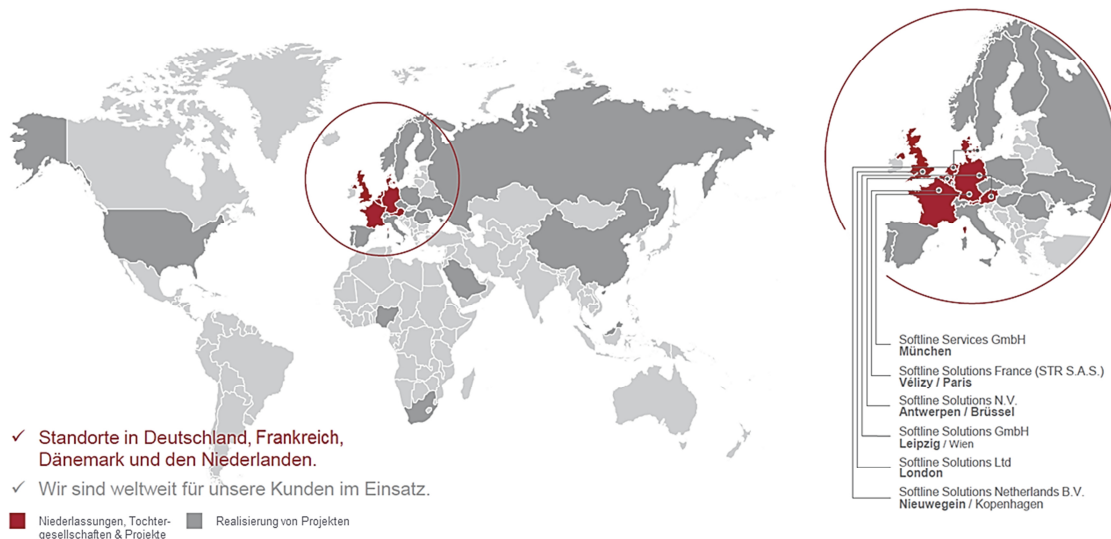 Softline Services GmbH
München
Softline Solutions France (STR S.A.S.)
Vélizy / Paris
Softline Solutions N.V.
Antwerpen / Brüssel
Softline Solutions GmbH
Leipzig / Wien
Softline Solutions Ltd
London
Softline Solutions Netherlands B.V.
Nieuwegein / Kopenhagen
✓ Standorte in Deutschland, Frankreich,
Dänemark und den Niederlanden.
✓ Wir sind weltweit für unsere Kunden im Einsatz.
Niederlassungen, Tochter-
gesellschaften & Projekte
Realisierung von Projekten